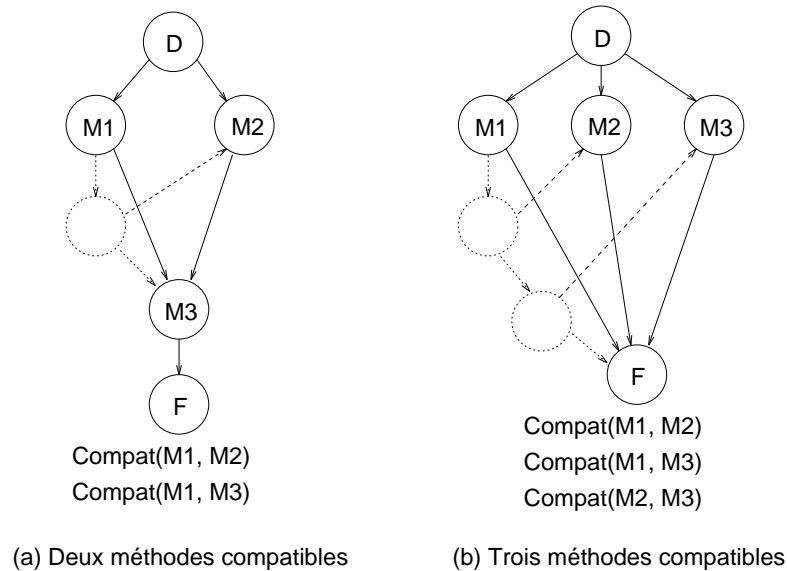 D
M1
M2
M3
F
Compat(M1, M2)
Compat(M1, M3)
(a) Deux méthodes compatibles
D
M1
M2
M3
F
Compat(M1, M2)
Compat(M1, M3)
Compat(M2, M3)
(b) Trois méthodes compatibles